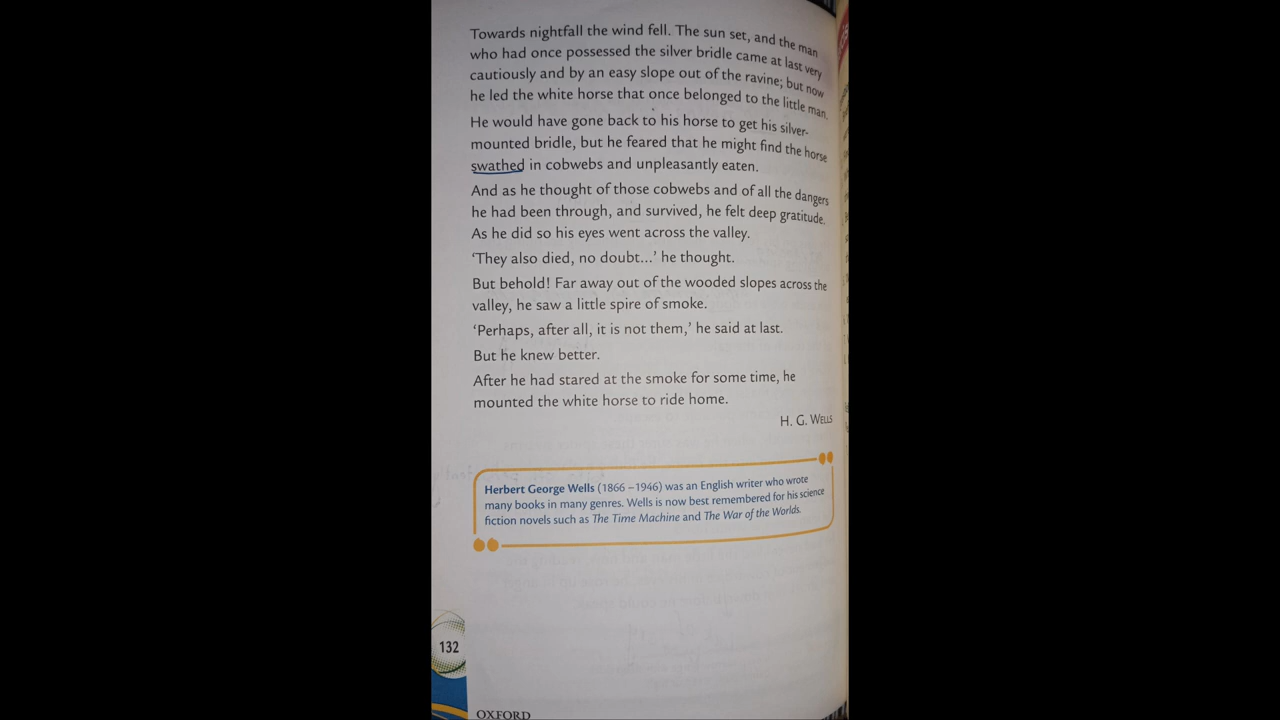 Towards nightfall the wind fell. The sun set, and the man
who had once possessed the silver bridle came at last very
cautiously and by an easy slope out of the ravine; but now
he led the white horse that once belonged to the little man.
He would have gone back to his horse to get his silver-
mounted bridle, but he feared that he might find the horse
swathed in cobwebs and unpleasantly eaten.
And as he thought of those cobwebs and of all the dangers
he had been through, and survived, he felt deep gratitude.
As he did so his eyes went across the valley.
‘They also died, no doubt...’ he thought.
But behold! Far away out of the wooded slopes across the
valley, he saw a little spire of smoke.
‘Perhaps, after all, it is not them,’ he said at last.
But he knew better.
After he had stared at the smoke for some time, he
mounted the white horse to ride home.
H. G. Wells
Herbert George Wells (1866 –1946) was an English writer who wrote
many books in many genres. Wells is now best remembered for his science
fiction novels such as The Time Machine and The War of the Worlds.
132
OXFORD